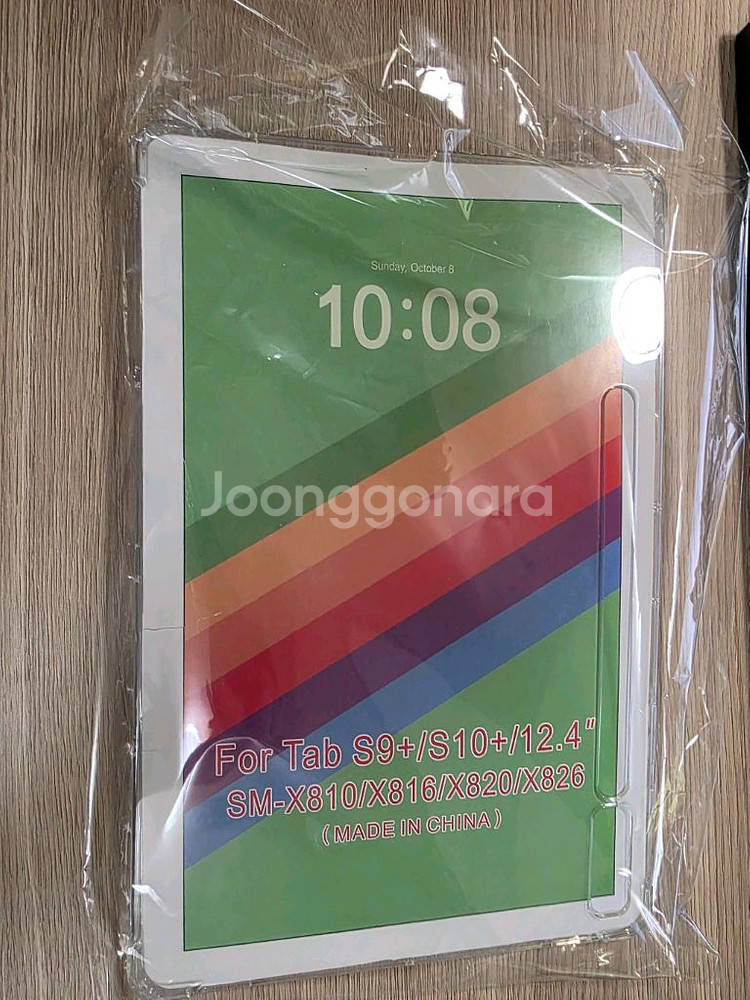 Sunday, October 8
10:08
Joonggonara
For Tab S9+/S10+/12.4"
SM-X810/X816/X820/X826
(MADE IN CHINA)